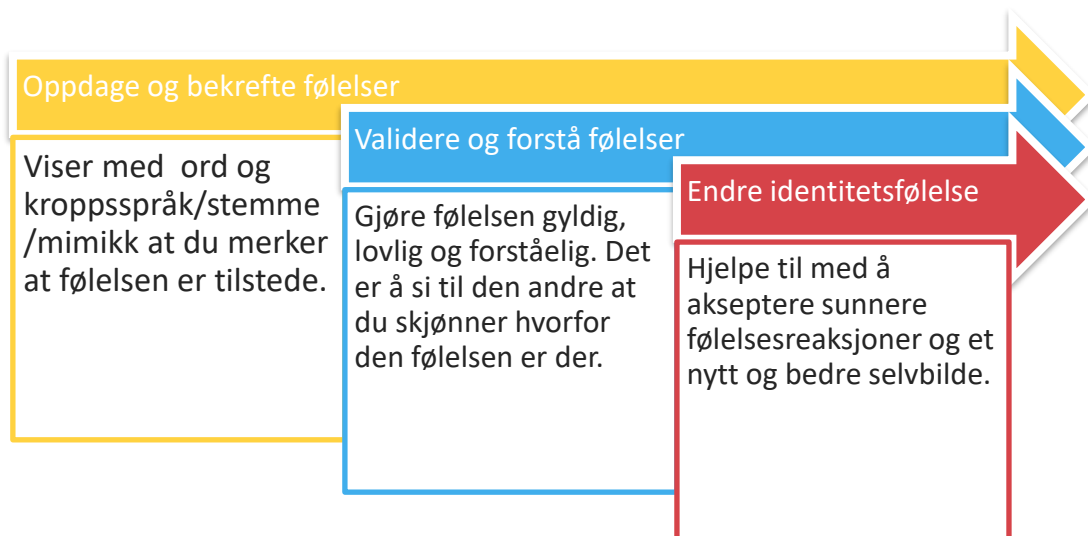 Oppdage og bekrefte følelser
Viser med  ord og
kroppsspråk/stemme
/mimikk at du merker
at følelsen er tilstede.
Validere og forstå følelser
Gjøre følelsen gyldig,
lovlig og forståelig. Det
er å si til den andre at
du skjønner hvorfor
den følelsen er der.
Endre identitetsfølelse
Hjelpe til med å
akseptere sunnere
følelsesreaksjoner og et
nytt og bedre selvbilde.